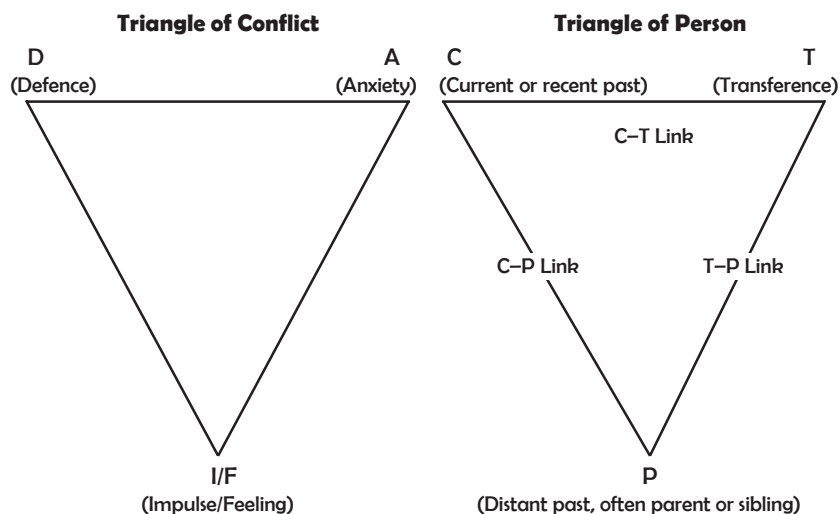 Triangle of Conflict
D
(Defence)
A
(Anxiety)
I/F
(Impulse/Feeling)
Triangle of Person
C
(Current or recent past)
T
(Transference)
C–T Link
C–P Link
T–P Link
P
(Distant past, often parent or sibling)